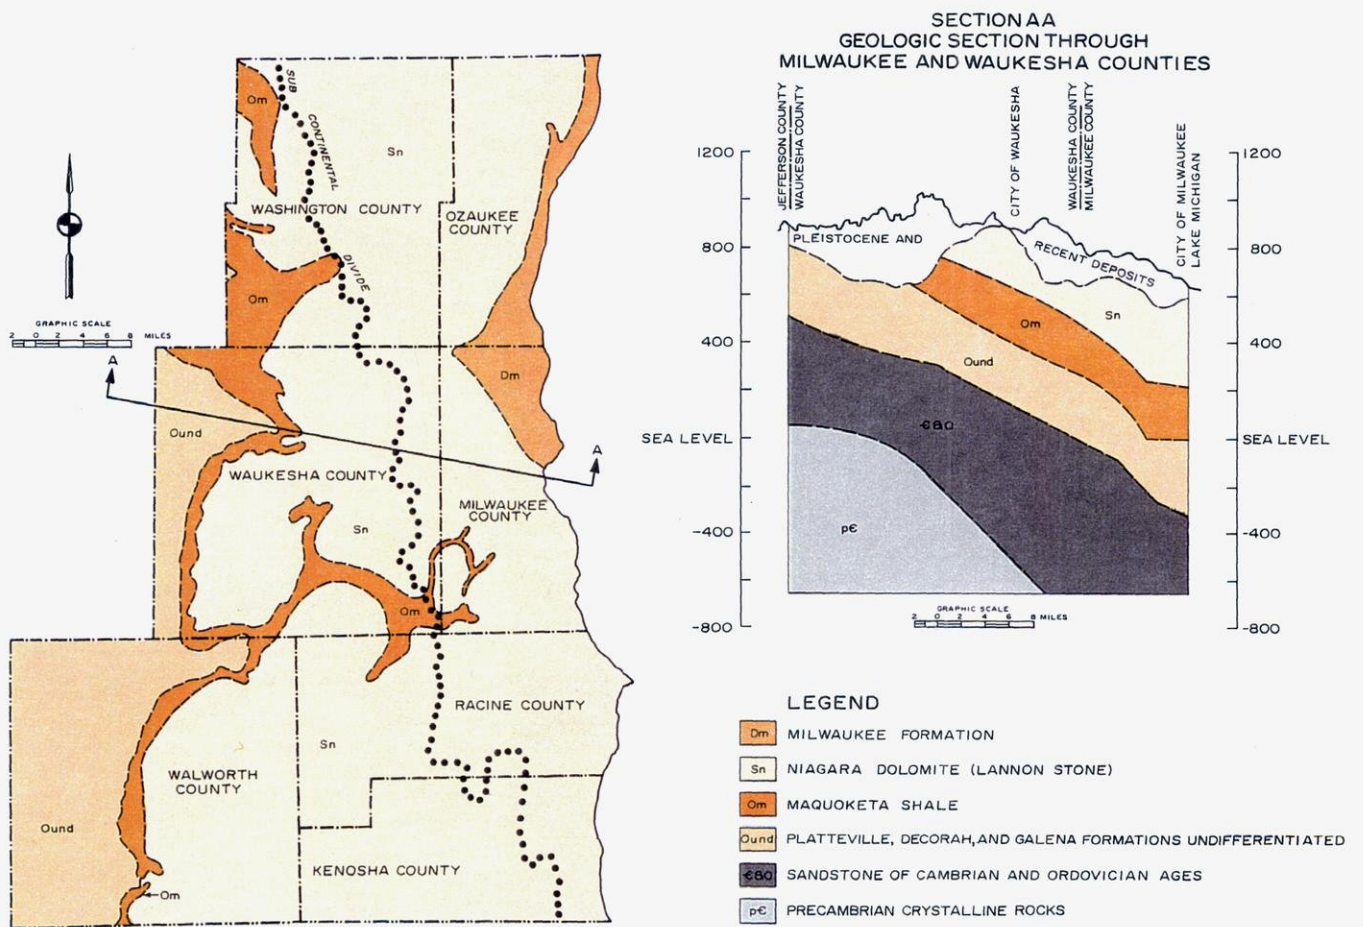 SECTION AA
GEOLOGIC SECTION THROUGH
MILWAUKEE AND WAUKESHA COUNTIES
JEFFERSON COUNTY
WAUKESHA COUNTY
CITY OF WAUKESHA
WAUKESHA COUNTY
MILWAUKEE COUNTY
CITY OF MILWAUKEE
LAKE MICHIGAN
1200
800
400
SEA LEVEL
-400
-800
1200
800
400
SEA LEVEL
-400
-800
PLEISTOCENE AND
RECENT DEPOSITS
Sn
Om
Ound
€&O
p€
GRAPHIC SCALE
2 0 2 4 6 8 MILES
SUB
CONTINENTAL
DIVIDE
Om
Sn
WASHINGTON COUNTY
OZAUKEE
COUNTY
Om
GRAPHIC SCALE
2 0 2 4 6 8 MILES
A
Dm
Ound
WAUKESHA COUNTY
A
MILWAUKEE
COUNTY
Sn
Om
RACINE COUNTY
Sn
WALWORTH
COUNTY
Ound
KENOSHA COUNTY
Om
LEGEND
Dm MILWAUKEE FORMATION
Sn NIAGARA DOLOMITE (LANNON STONE)
Om MAQUOKETA SHALE
Ound PLATTEVILLE, DECORAH, AND GALENA FORMATIONS UNDIFFERENTIATED
€&O SANDSTONE OF CAMBRIAN AND ORDOVICIAN AGES
p€ PRECAMBRIAN CRYSTALLINE ROCKS